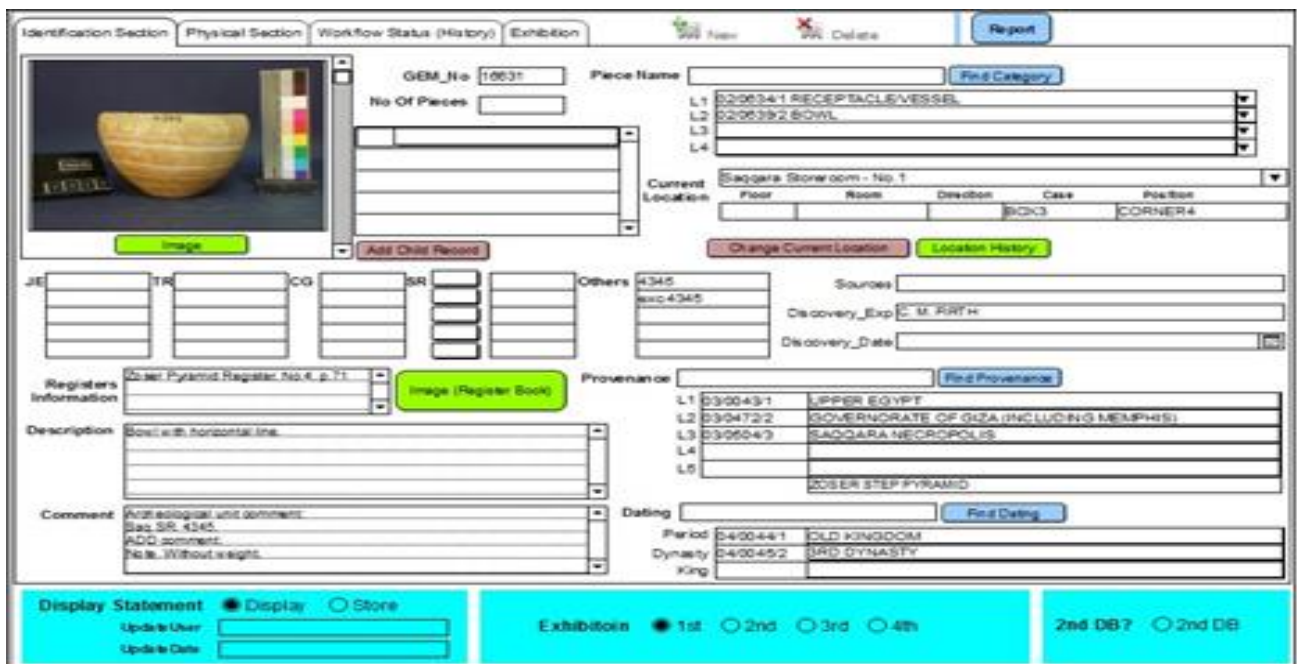 Identification Section Physical Section Workflow Status (History) Exhibition New Delete Report
GEM_No 16631 Piece Name Find Category
No Of Pieces
L1 02/0634/1 RECEPTACLE/VESSEL
L2 02/0639/2 BOWL
L3
L4
Current Location Saqqara Storeroom - No.1
Floor Room Direction Case Position
BOX3 CORNER4
Image Add Child Record Change Current Location Location History
JE TR CG SR Others 4345
exc.4345
Sources
Discovery_Exp C. M. FIRTH
Discovery_Date
Registers Information Zoser Pyramid Register, No.4, p.71
Image (Register Book)
Provenance Find Provenance
L1 03/0043/1 UPPER EGYPT
L2 03/0472/2 GOVERNORATE OF GIZA (INCLUDING MEMPHIS)
L3 03/0604/3 SAQQARA NECROPOLIS
L4
L5
ZOSER STEP PYRAMID
Description Bowl with horizontal line.
Comment Archeological unit comment:
Saq. SR. 4345.
ADD comment:
Note. Without weight.
Dating Find Dating
Period 04/0044/1 OLD KINGDOM
Dynasty 04/0045/2 3RD DYNASTY
King
Display Statement Display Store
Update User
Update Date
Exhibitoin 1st 2nd 3rd 4th
2nd DB? 2nd DB